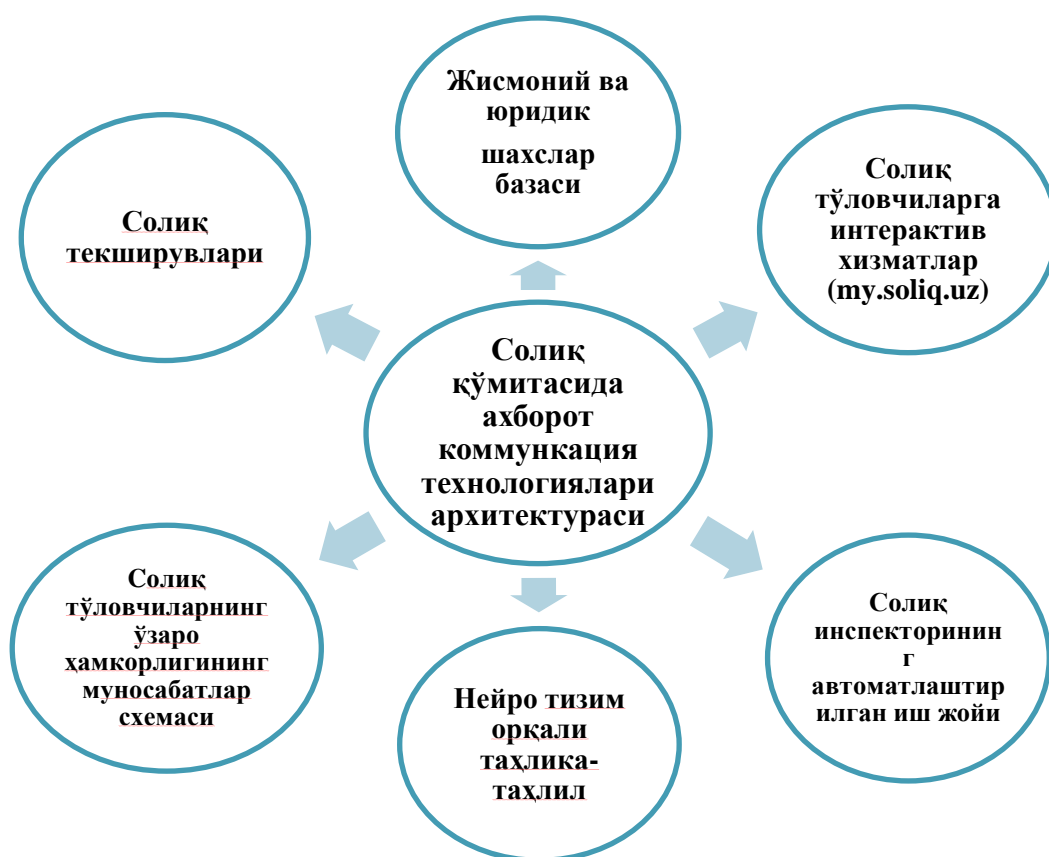 Жисмоний ва
юридик
шахслар
базаси
Солиқ
тўловчиларга
интерактив
хизматлар
(my.soliq.uz)
Солиқ
текширувлари
Солиқ
қўмитасида
ахборот
коммункация
технологиялари
архитектураси
Солиқ
тўловчиларнинг
ўзаро
ҳамкорлигининг
муносабатлар
схемаси
Солиқ
инспекторининн
г
автоматлаштир
илган иш жойи
Нейро тизим
орқали
таҳлика-
таҳлил